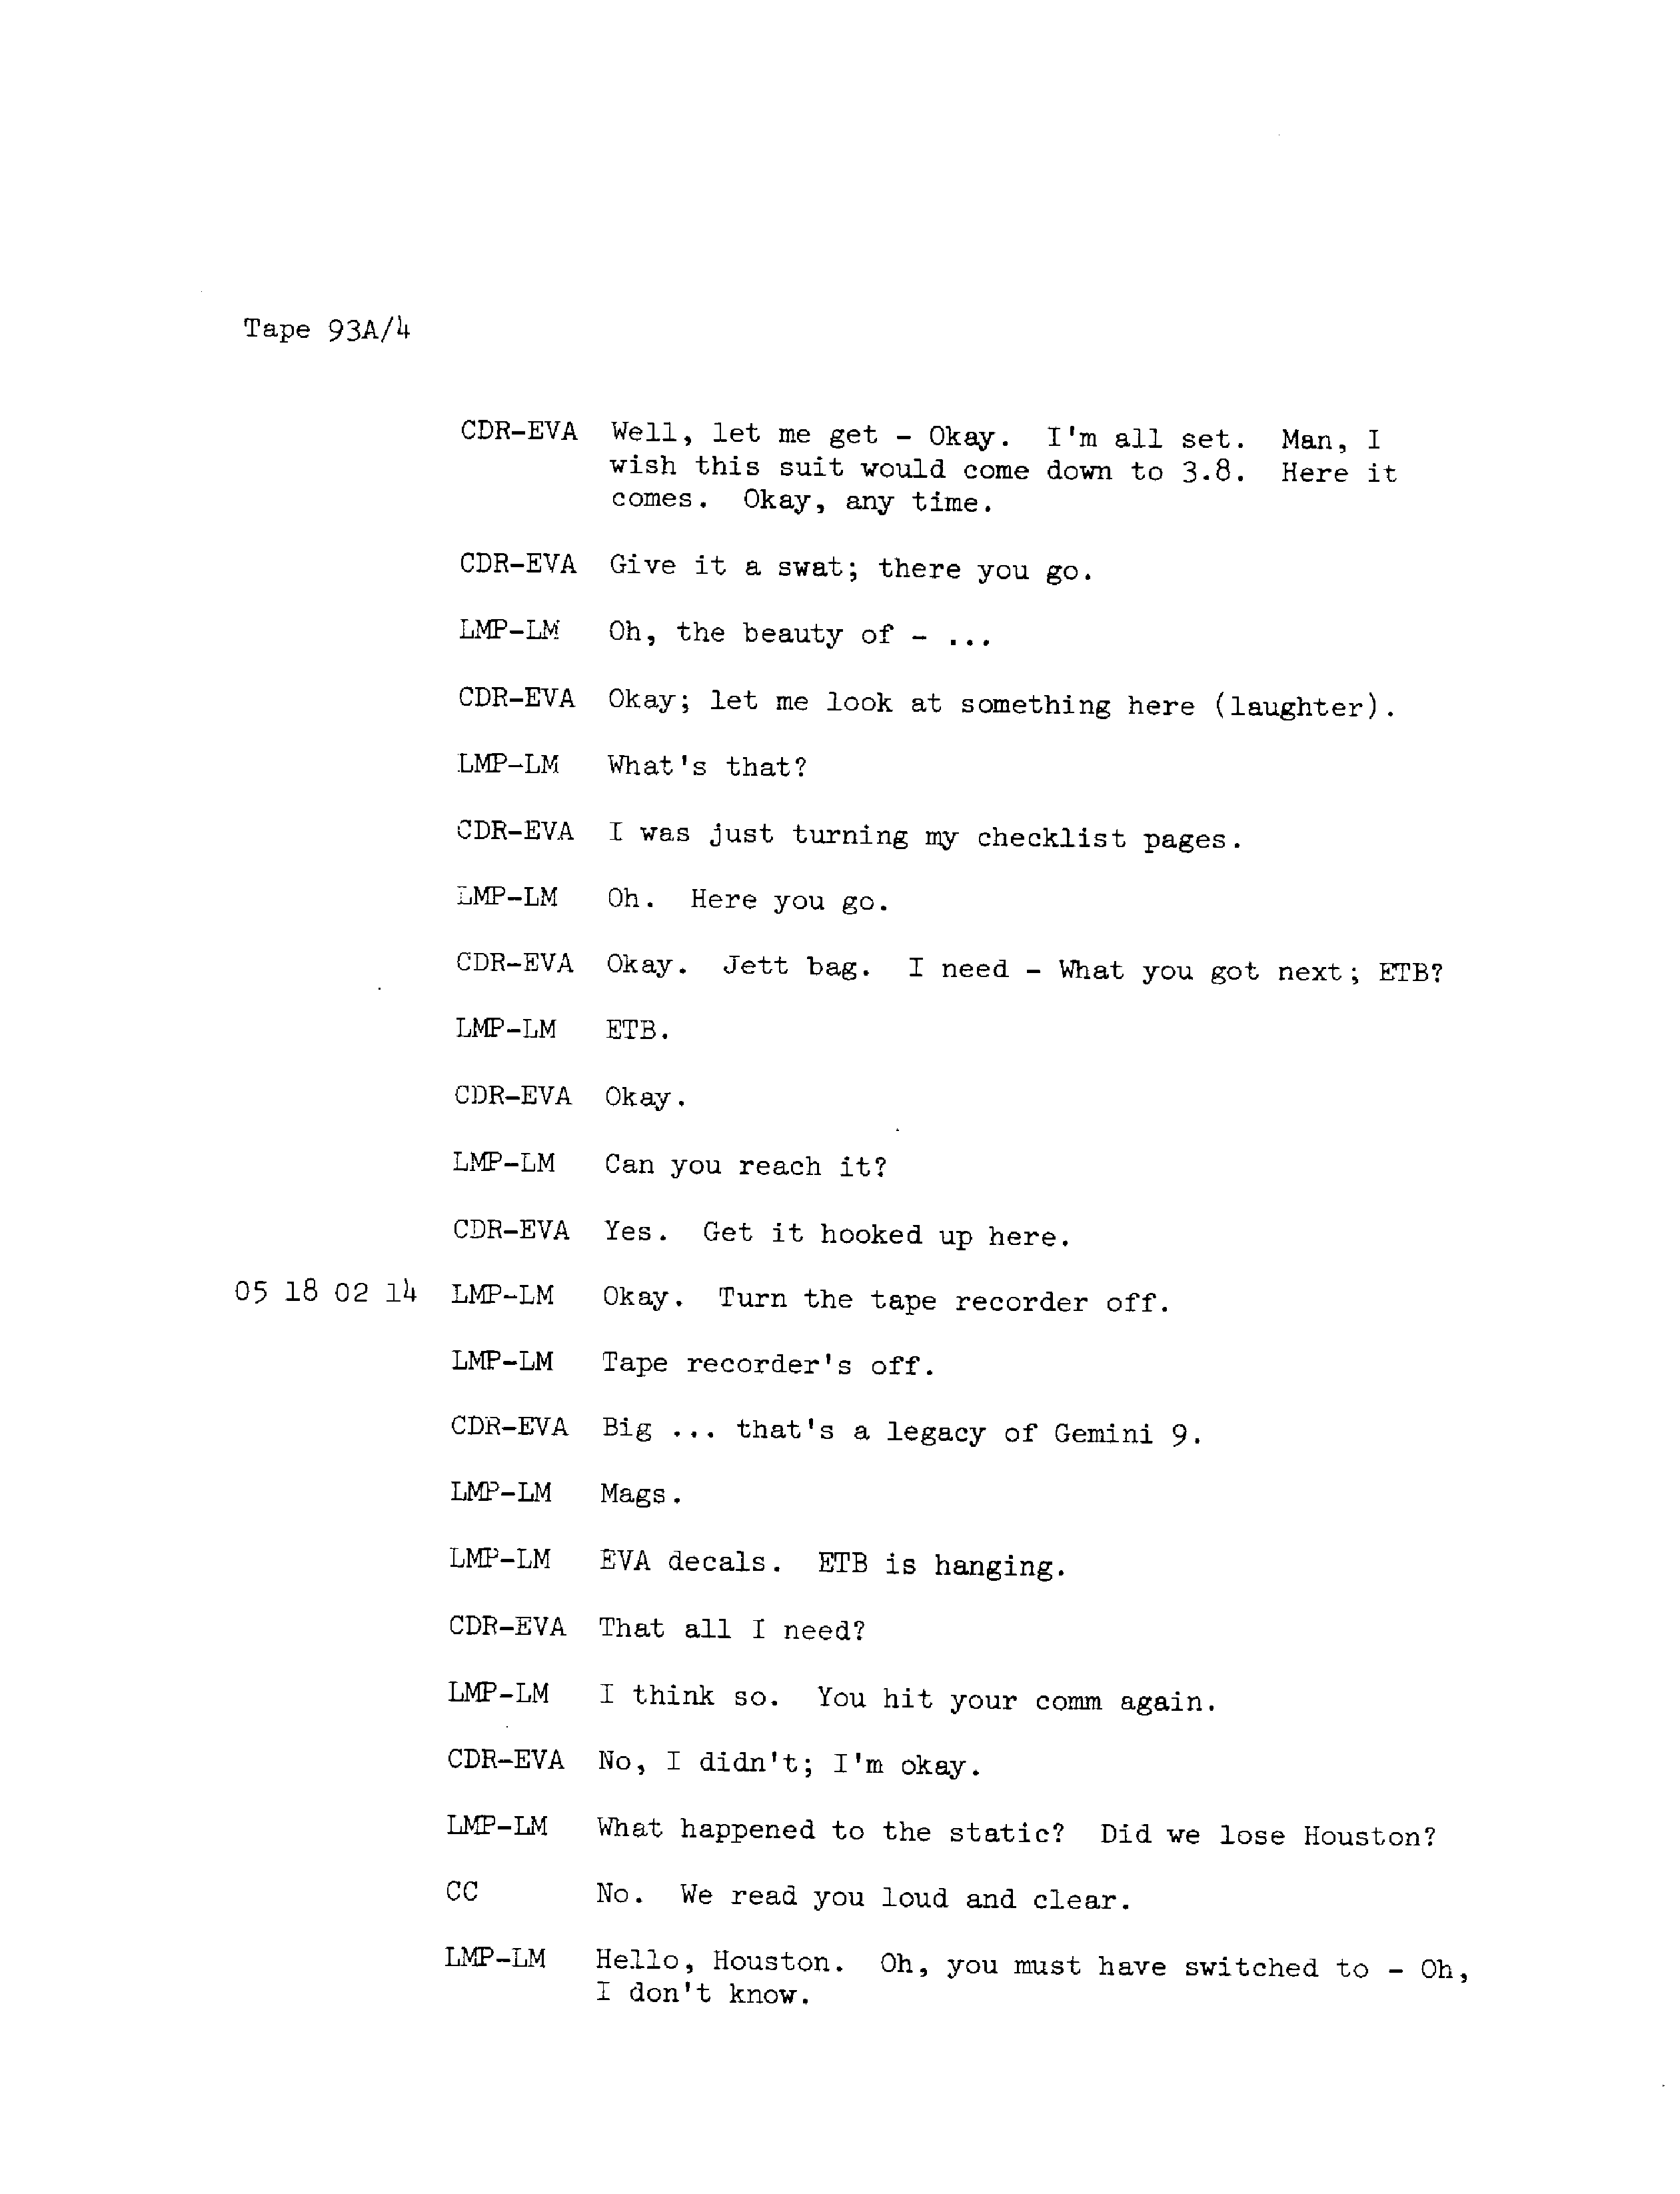 Tape 93A/4
CDR-EVA Well, let me get - Okay. I'm all set. Man, I
wish this suit would come down to 3.8. Here it
comes. Okay, any time.
CDR-EVA Give it a swat; there you go.
LMP-LM Oh, the beauty of - ...
CDR-EVA Okay; let me look at something here (laughter).
LMP-LM What's that?
CDR-EVA I was just turning my checklist pages.
LMP-LM Oh. Here you go.
CDR-EVA Okay. Jett bag. I need - What you got next; ETB?
LMP-LM ETB.
CDR-EVA Okay.
LMP-LM Can you reach it?
CDR-EVA Yes. Get it hooked up here.
05 18 02 14 LMP-LM Okay. Turn the tape recorder off.
LMP-LM Tape recorder's off.
CDR-EVA Big ... that's a legacy of Gemini 9.
LMP-LM Mags.
LMP-LM EVA decals. ETB is hanging.
CDR-EVA That all I need?
LMP-LM I think so. You hit your comm again.
CDR-EVA No, I didn't; I'm okay.
LMP-LM What happened to the static? Did we lose Houston?
CC No. We read you loud and clear.
LMP-LM Hello, Houston. Oh, you must have switched to - Oh,
I don't know.